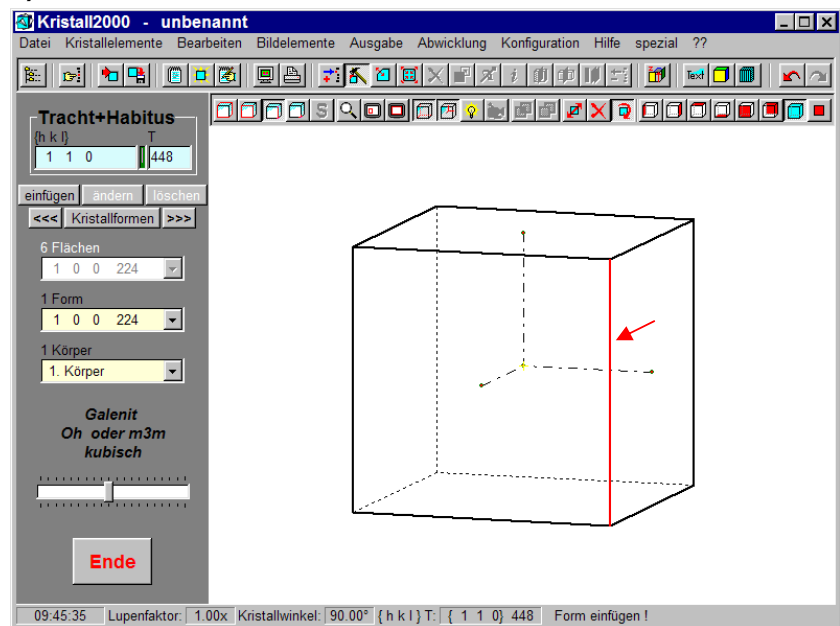 Kristall2000 - unbenannt
Datei Kristallelemente Bearbeiten Bildelemente Ausgabe Abwicklung Konfiguration Hilfe spezial ??
Text
S
Tracht+Habitus
{h k l} T
1 1 0 448
einfügen ändern löschen
<<< Kristallformen >>>
6 Flächen
1 0 0 224
1 Form
1 0 0 224
1 Körper
1. Körper
Galenit
Oh oder m3m
kubisch
Ende
09:45:35 Lupenfaktor: 1.00x Kristallwinkel: 90.00° { h k l } T: { 1 1 0} 448 Form einfügen !